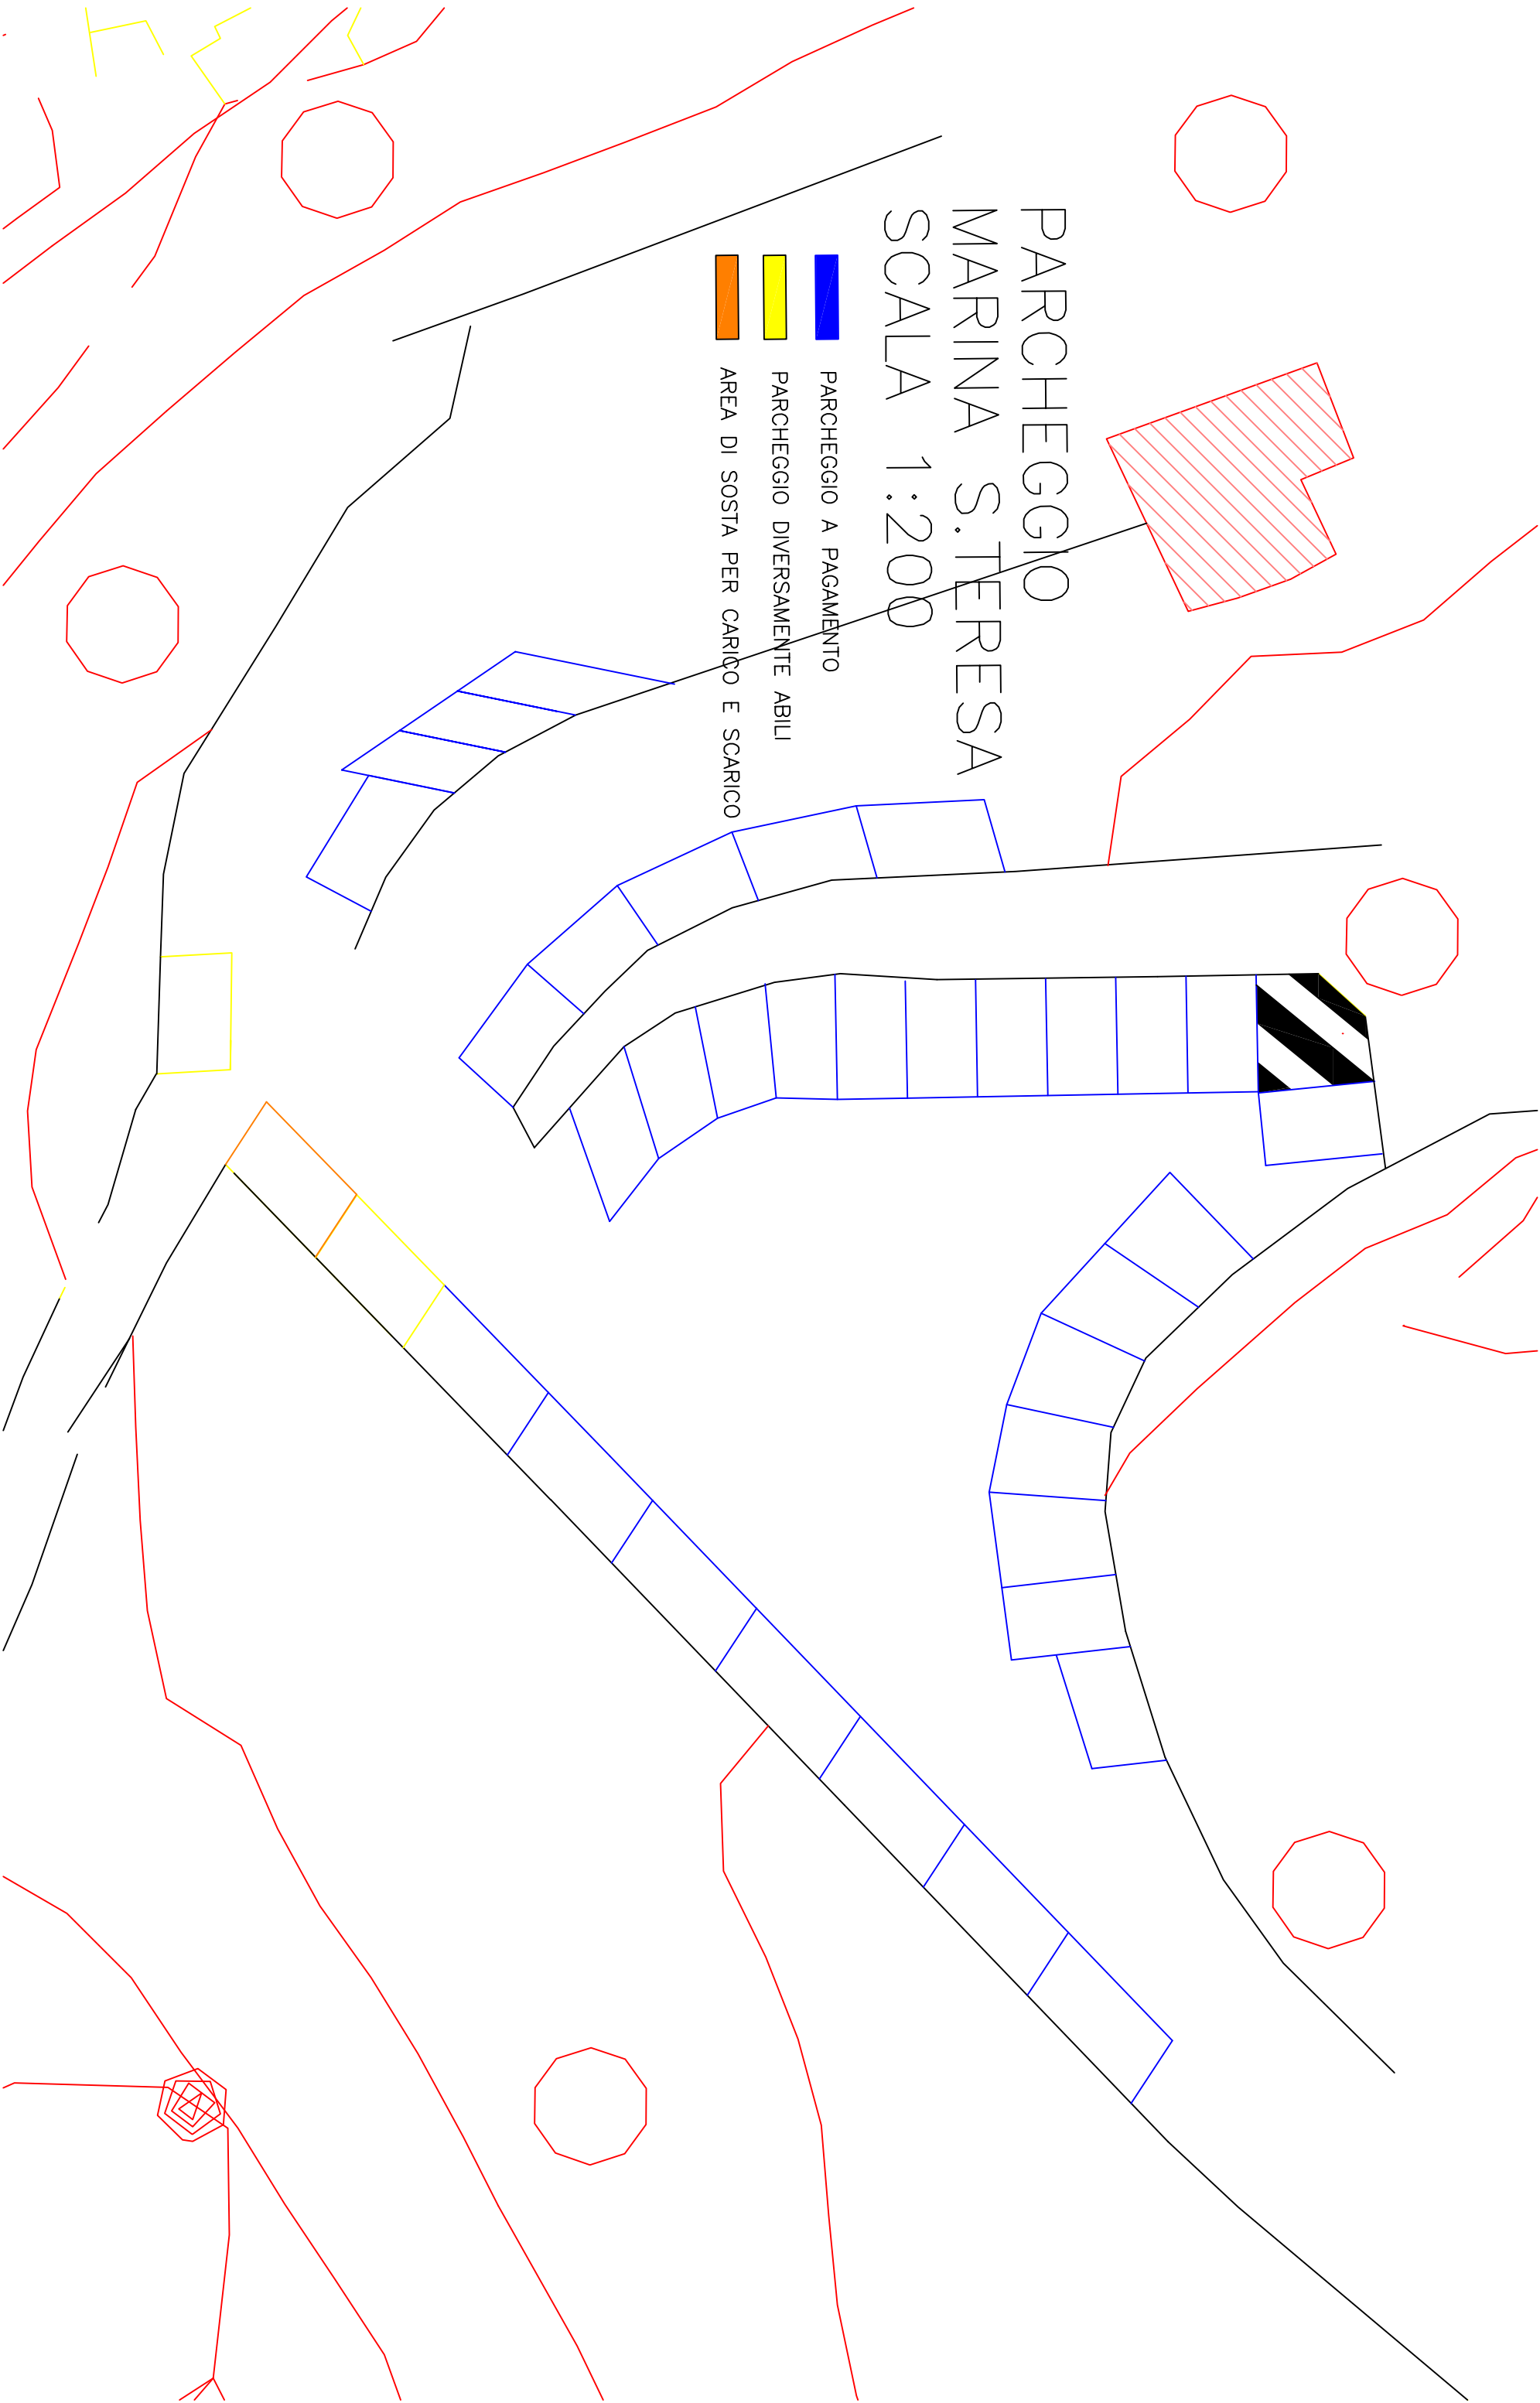 PARCHEGGIO
MARINA S.TERESA
SCALA 1:200
PARCHEGGIO A PAGAMENTO
PARCHEGGIO DIVERSAMENTE ABILI
AREA DI SOSTA PER CARICO E SCARICO